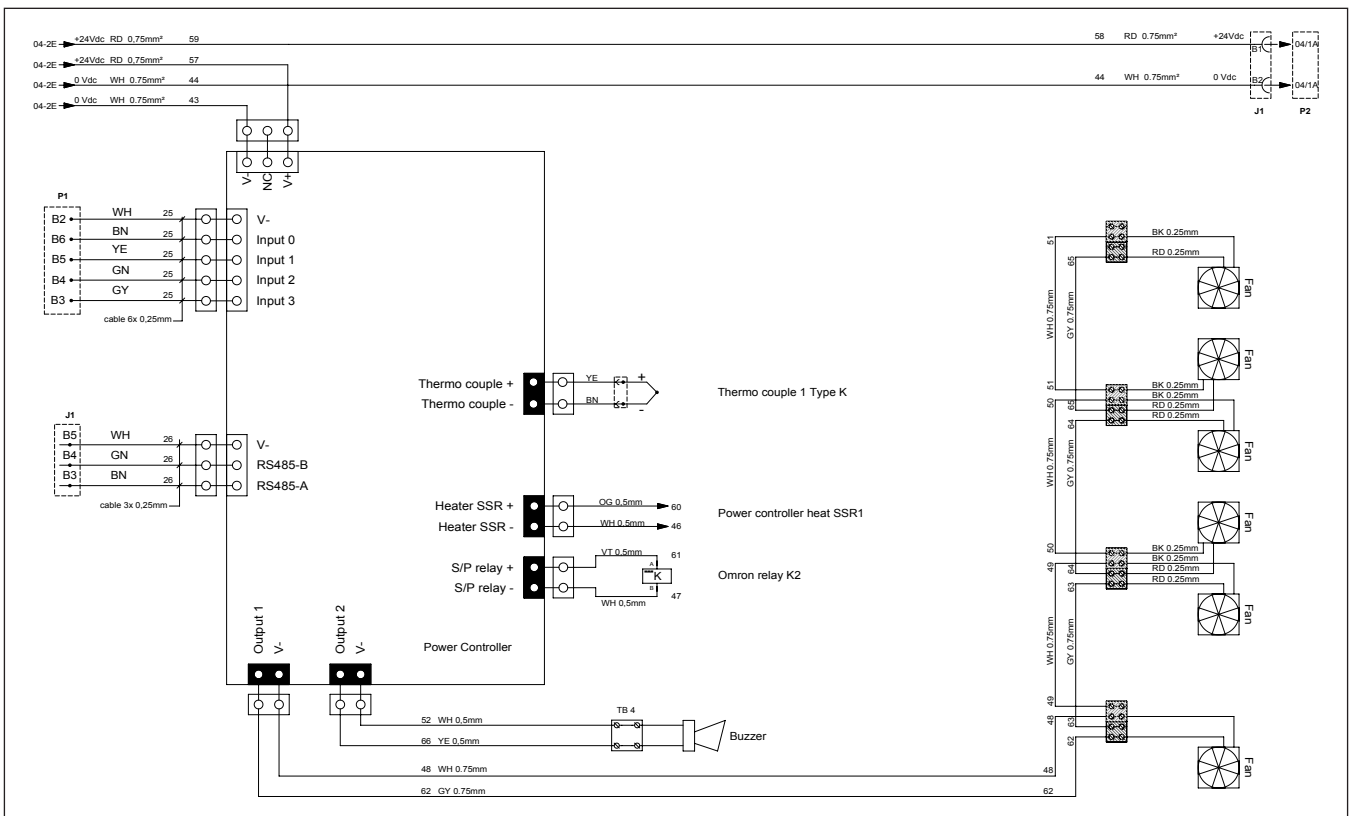 04-2E +24Vdc RD 0,75mm² 59
58 RD 0.75mm² +24Vdc B1 04/1A
04-2E +24Vdc RD 0,75mm² 57
04-2E 0 Vdc WH 0.75mm² 44
44 WH 0.75mm² 0 Vdc B2 04/1A
04-2E 0 Vdc WH 0.75mm² 43
J1 P2
V- NC V+
P1
B2 WH 25 V-
B6 BN 25 Input 0
B5 YE 25 Input 1
B4 GN 25 Input 2
B3 GY 25 Input 3
cable 6x 0,25mm
Thermo couple + YE +
Thermo couple 1 Type K
Thermo couple - BN -
J1
B5 WH 26 V-
B4 GN 26 RS485-B
B3 BN 26 RS485-A
cable 3x 0,25mm
Heater SSR + OG 0,5mm 60
Power controller heat SSR1
Heater SSR - WH 0,5mm 46
S/P relay + VT 0,5mm 61
A
K
B
Omron relay K2
S/P relay - WH 0,5mm 47
Output 1
V-
Output 2
V-
Power Controller
52 WH 0,5mm
TB 4
66 YE 0,5mm
Buzzer
48 WH 0.75mm 48
62 GY 0.75mm 62
51 BK 0.25mm
65 RD 0.25mm
Fan
WH 0.75mm
GY 0.75mm
Fan
51 BK 0.25mm
50 BK 0.25mm
65 RD 0.25mm
64 RD 0.25mm
Fan
WH 0.75mm
GY 0.75mm
Fan
50 BK 0.25mm
49 BK 0.25mm
64 RD 0.25mm
63 RD 0.25mm
Fan
WH 0.75mm
GY 0.75mm
49
48
63
62
Fan